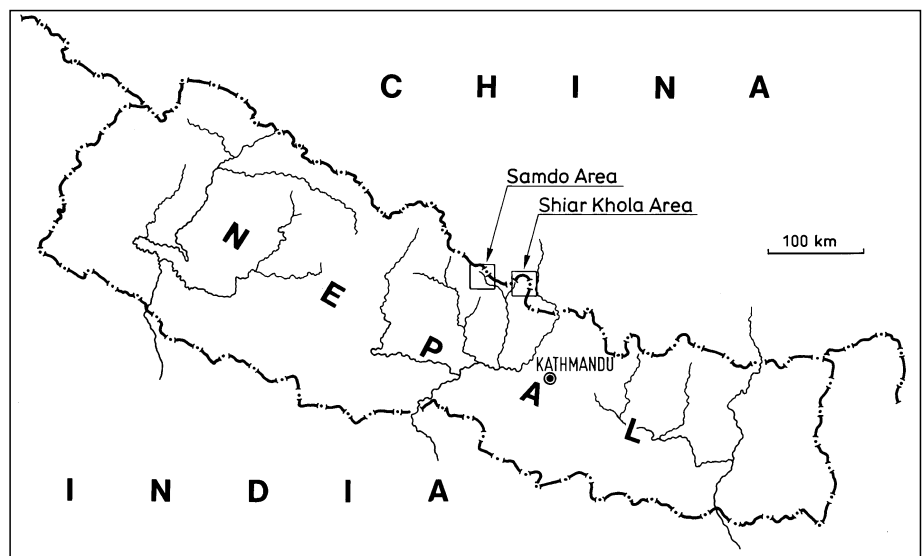 C H I N A
Samdo Area
Shiar Khola Area
100 km
N E P A L
KATHMANDU
I N D I A